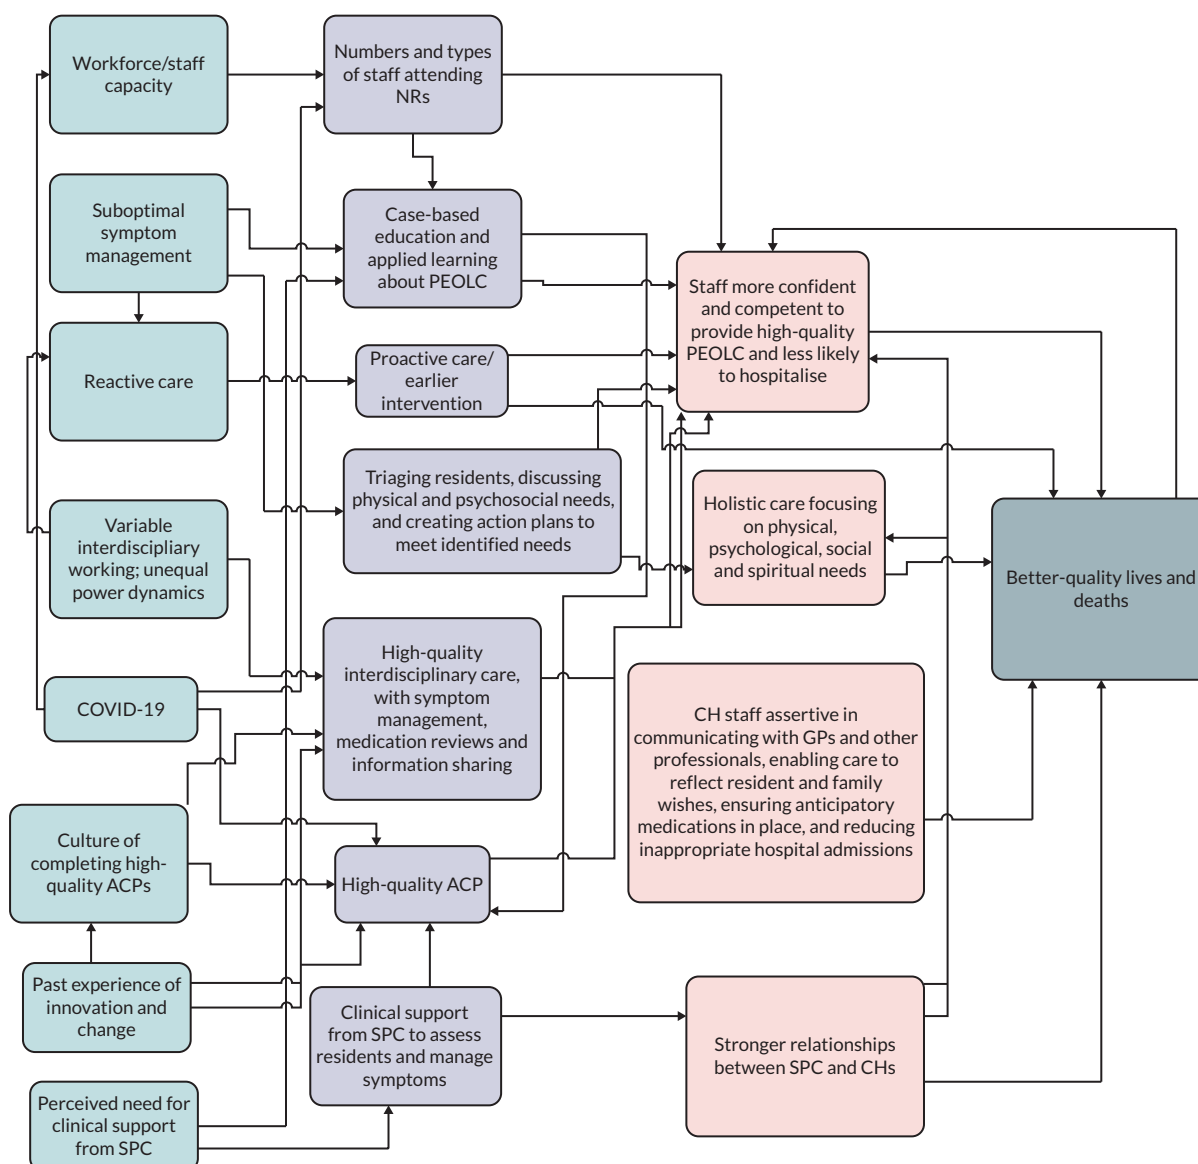 Workforce/staff
capacity
Suboptimal
symptom
management
Reactive care
Variable
interdiscipliary
working; unequal
power dynamics
COVID-19
Culture of
completing high-
quality ACPs
Past experience of
innovation and
change
Perceived need for
clinical support
from SPC
Numbers and types
of staff attending
NRs
Case-based
education and
applied learning
about PEOLC
Proactive care/
earlier
intervention
Triaging residents, discussing
physical and psychosocial needs,
and creating action plans to
meet identified needs
High-quality
interdisciplinary care,
with symptom
management,
medication reviews and
information sharing
High-quality ACP
Clinical support
from SPC to assess
residents and manage
symptoms
Staff more confident
and competent to
provide high-quality
PEOLC and less likely
to hospitalise
Holistic care focusing
on physical,
psychological, social
and spiritual needs
CH staff assertive in
communicating with GPs and other
professionals, enabling care to
reflect resident and family
wishes, ensuring anticipatory
medications in place, and reducing
inappropriate hospital admissions
Stronger relationships
between SPC and CHs
Better-quality lives and
deaths